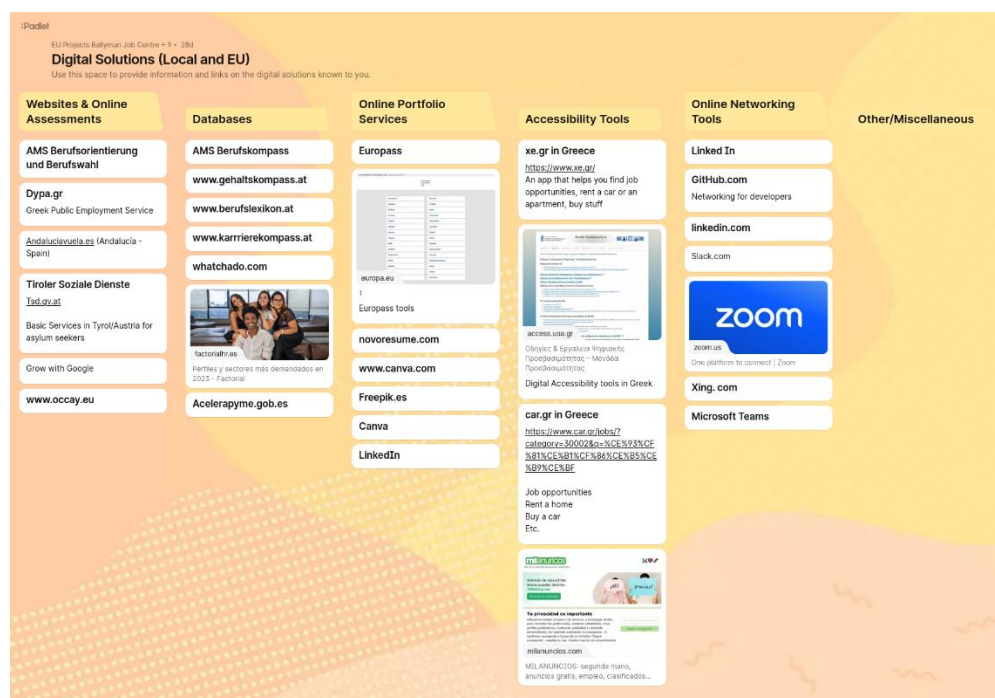 :Padlet
EU Projects Ballymun Job Centre • 9 • 28d
Digital Solutions (Local and EU)
Use this space to provide information and links on the digital solutions known to you.
Websites & Online
Assessments
AMS Berufsorientierung
und Berufswahl
Dypa.gr
Greek Public Employment Service
Andaluciavuela.es (Andalucía -
Spain)
Tiroler Soziale Dienste
Tsd.gv.at
Basic Services in Tyrol/Austria for
asylum seekers
Grow with Google
www.occay.eu
Databases
AMS Berufskompass
www.gehaltskompass.at
www.berufslexikon.at
www.karrrierekompass.at
whatchado.com
factorialhr.es
Perfiles y sectores más demandados en
2023 - Factorial
Acelerapyme.gob.es
Online Portfolio
Services
Europass
europa.eu
1
Europass tools
novoresume.com
www.canva.com
Freepik.es
Canva
LinkedIn
Accessibility Tools
xe.gr in Greece
https://www.xe.gr/
An app that helps you find job
opportunities, rent a car or an
apartment, buy stuff
access.uoa.gr
Οδηγίες & Εργαλεία Ψηφιακής
Προσβασιμότητας - Μονάδα
Προσβασιμότητας
Digital Accessibility tools in Greek
car.gr in Greece
https://www.car.gr/jobs/?
category=30002&q=%CE%93%CF
%81%CE%B1%CF%86%CE%B5%CE
%B9%CE%BF
Job opportunities
Rent a home
Buy a car
Etc.
milanuncios
Tu privacidad es importante
milanuncios.com
MILANUNCIOS: segunda mano,
anuncios gratis, empleo, clasificados...
Online Networking
Tools
Linked In
GitHub.com
Networking for developers
linkedin.com
Slack.com
zoom
zoom.us
One platform to connect | Zoom
Xing. com
Microsoft Teams
Other/Miscellaneous